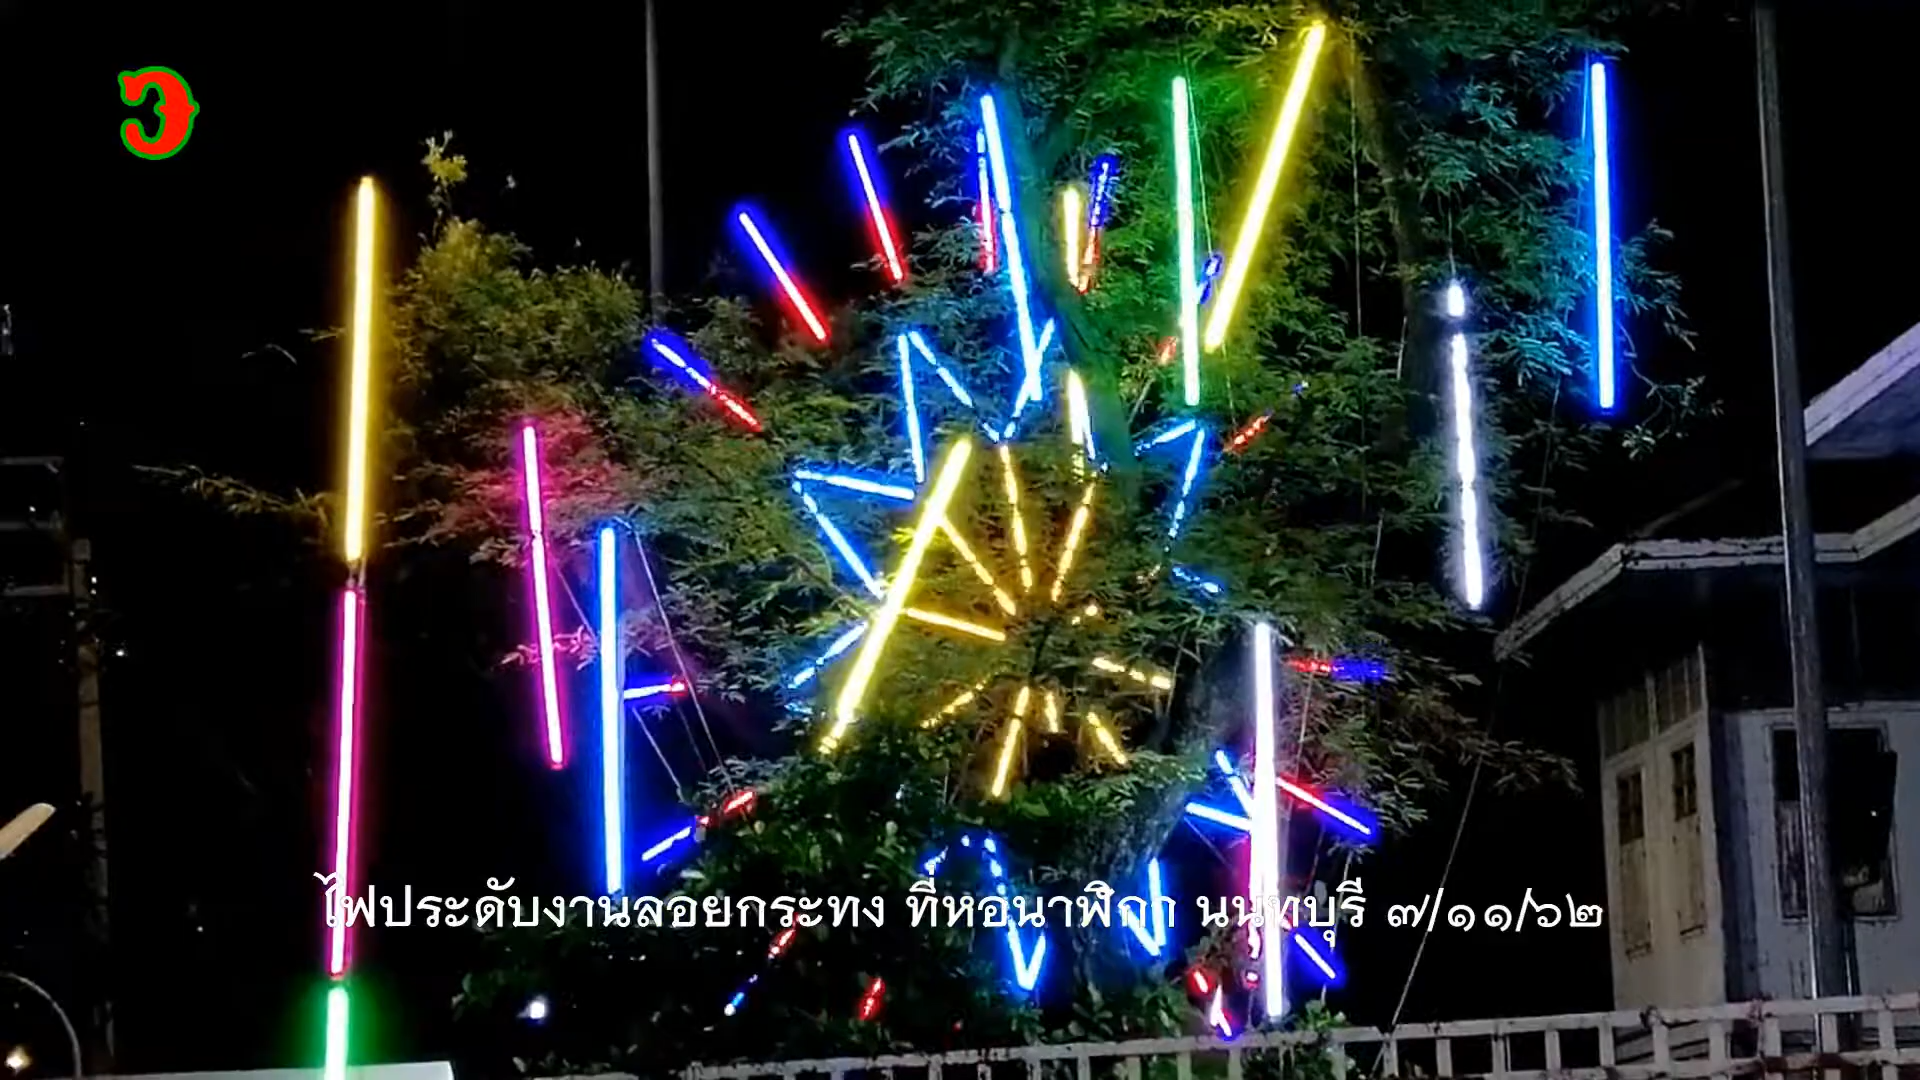 ไฟประดับงานลอยกระทง ที่หอนาฬิกา นนทบุรี ๗/๑๑/๖๒